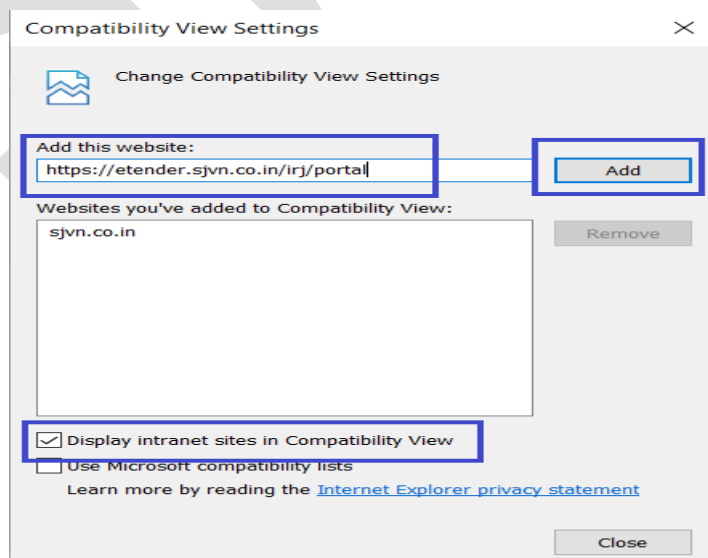 Compatibility View Settings
Change Compatibility View Settings
Add this website:
https://etender.sjvn.co.in/irj/portal
Add
Websites you've added to Compatibility View:
sjvn.co.in
Remove
Display intranet sites in Compatibility View
Use Microsoft compatibility lists
Learn more by reading the Internet Explorer privacy statement
Close